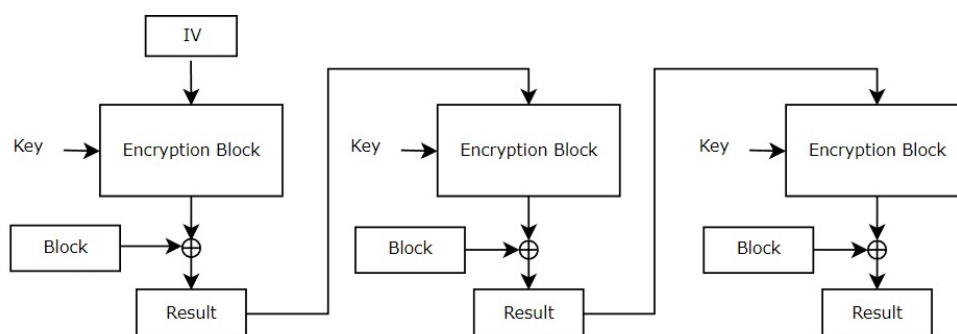 IV
Key
Encryption Block
Key
Encryption Block
Key
Encryption Block
Block
Block
Block
Result
Result
Result